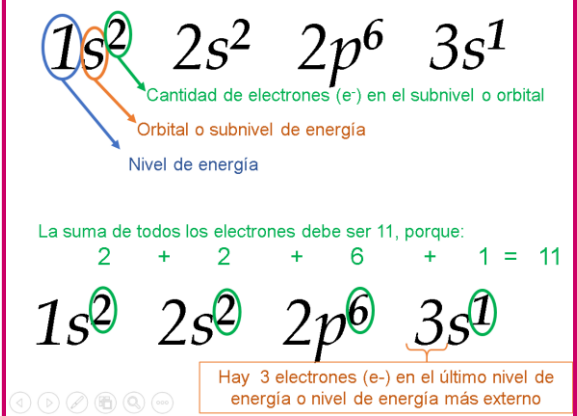 1s² 2s² 2p⁶ 3s¹
Cantidad de electrones (e⁻) en el subnivel o orbital
Orbital o subnivel de energía
Nivel de energía
La suma de todos los electrones debe ser 11, porque:
2 + 2 + 6 + 1 = 11
1s² 2s² 2p⁶ 3s¹
Hay 3 electrones (e-) en el último nivel de
energía o nivel de energía más externo